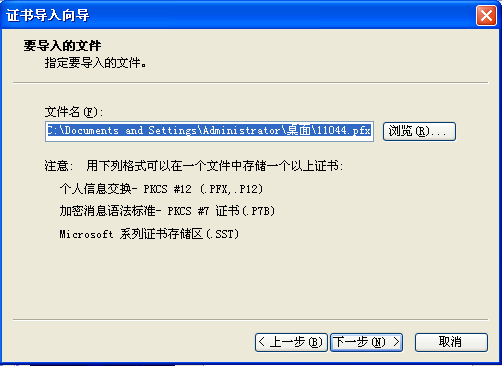 证书导入向导
要导入的文件
指定要导入的文件。
文件名(F):
C:\Documents and Settings\Administrator\桌面\11044.pfx
浏览(R)...
注意: 用下列格式可以在一个文件中存储一个以上证书:
个人信息交换- PKCS #12 (.PFX,.P12)
加密消息语法标准- PKCS #7 证书(.P7B)
Microsoft 系列证书存储区(.SST)
< 上一步(B) 下一步(N) > 取消